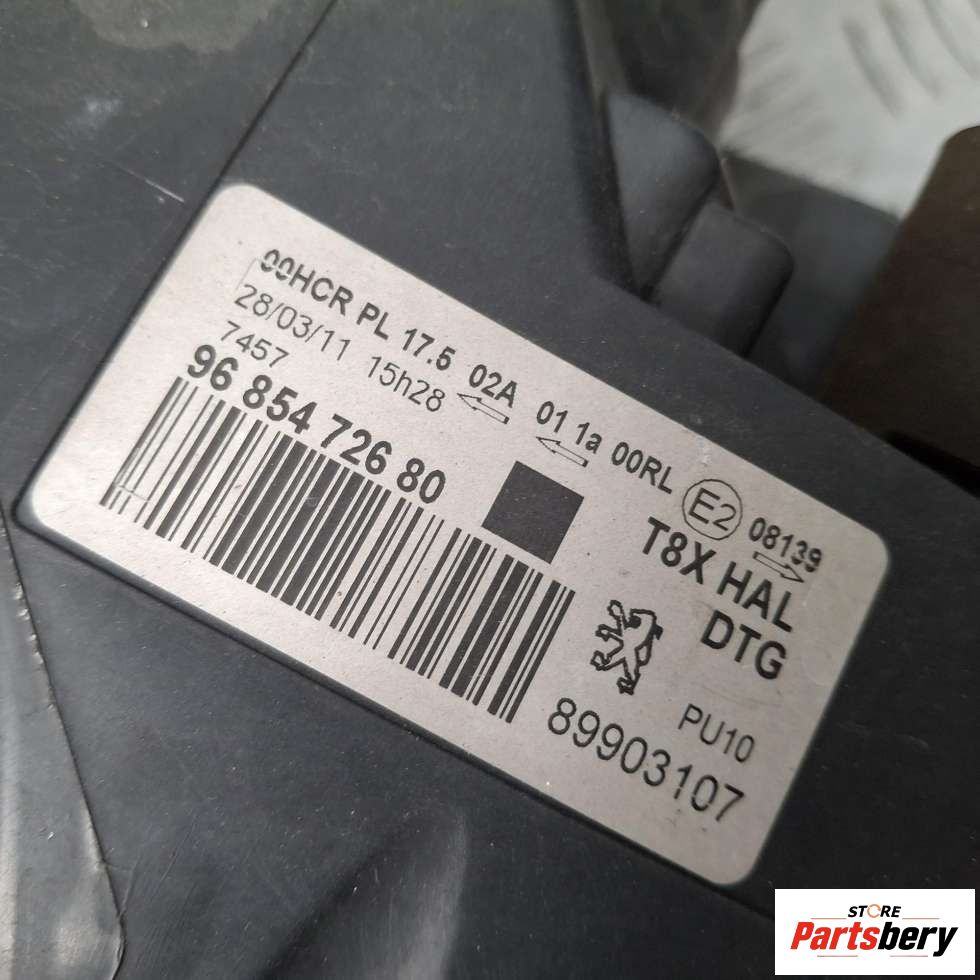 00HCR PL 17.5 02A 01 1a 00RL E2 08139
28/03/11 15h28
7457
96 854 726 80
T8X HAL
DTG
PU10
89903107
STORE
Partsbery